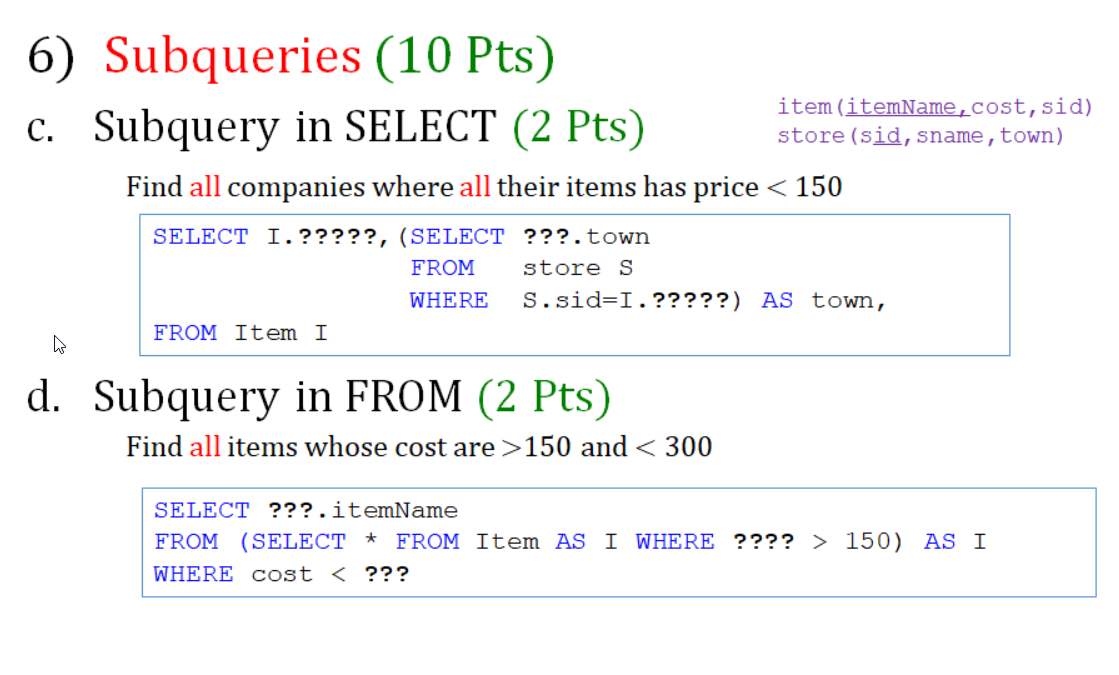 6) Subqueries (10 Pts)
c. Subquery in SELECT (2 Pts)
item(itemName,cost,sid)
store(sid,sname,town)
Find all companies where all their items has price < 150
SELECT I.?????,(SELECT ???.town
FROM store S
WHERE S.sid=I.?????) AS town,
FROM Item I
d. Subquery in FROM (2 Pts)
Find all items whose cost are >150 and < 300
SELECT ???.itemName
FROM (SELECT * FROM Item AS I WHERE ???? > 150) AS I
WHERE cost < ???